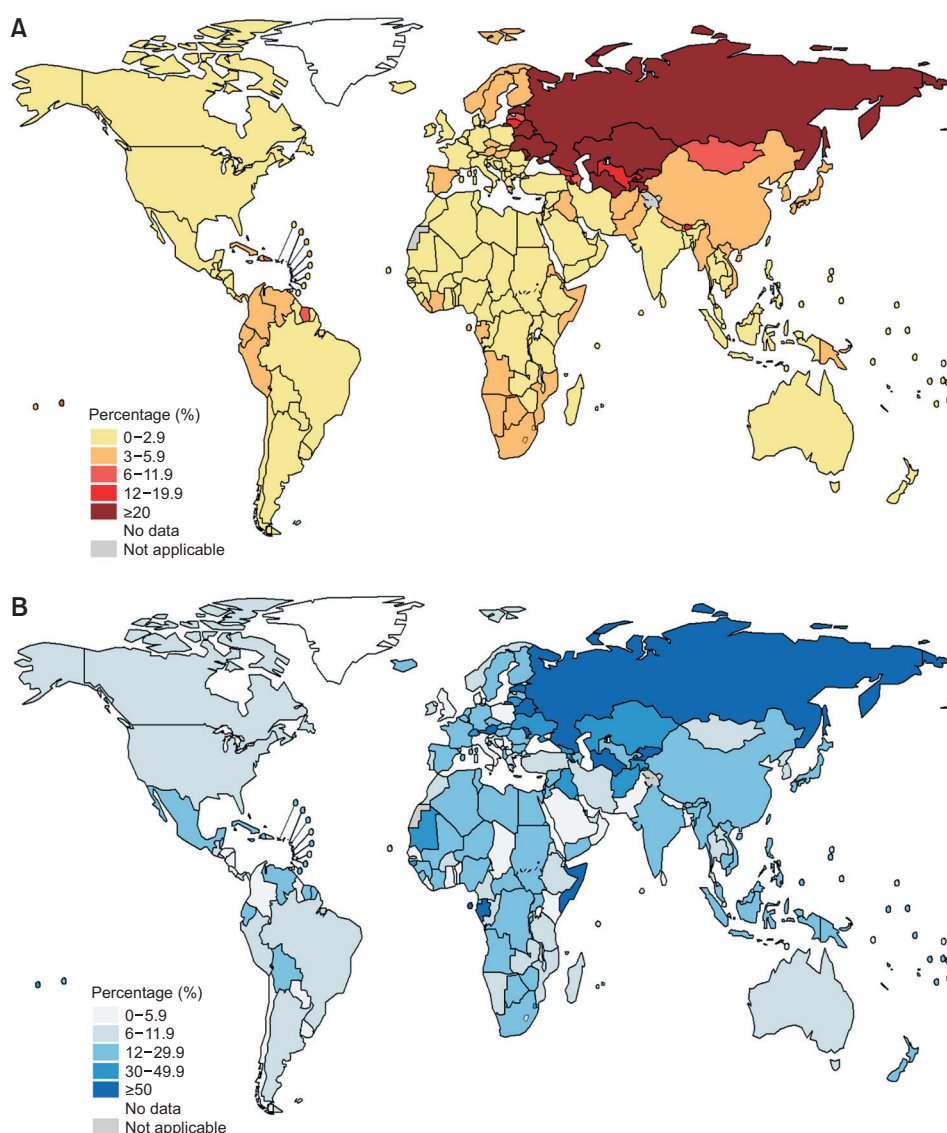 A
Percentage (%)
0−2.9
3−5.9
6−11.9
12−19.9
≥20
No data
Not applicable
B
Percentage (%)
0−5.9
6−11.9
12−29.9
30−49.9
≥50
No data
Not applicable